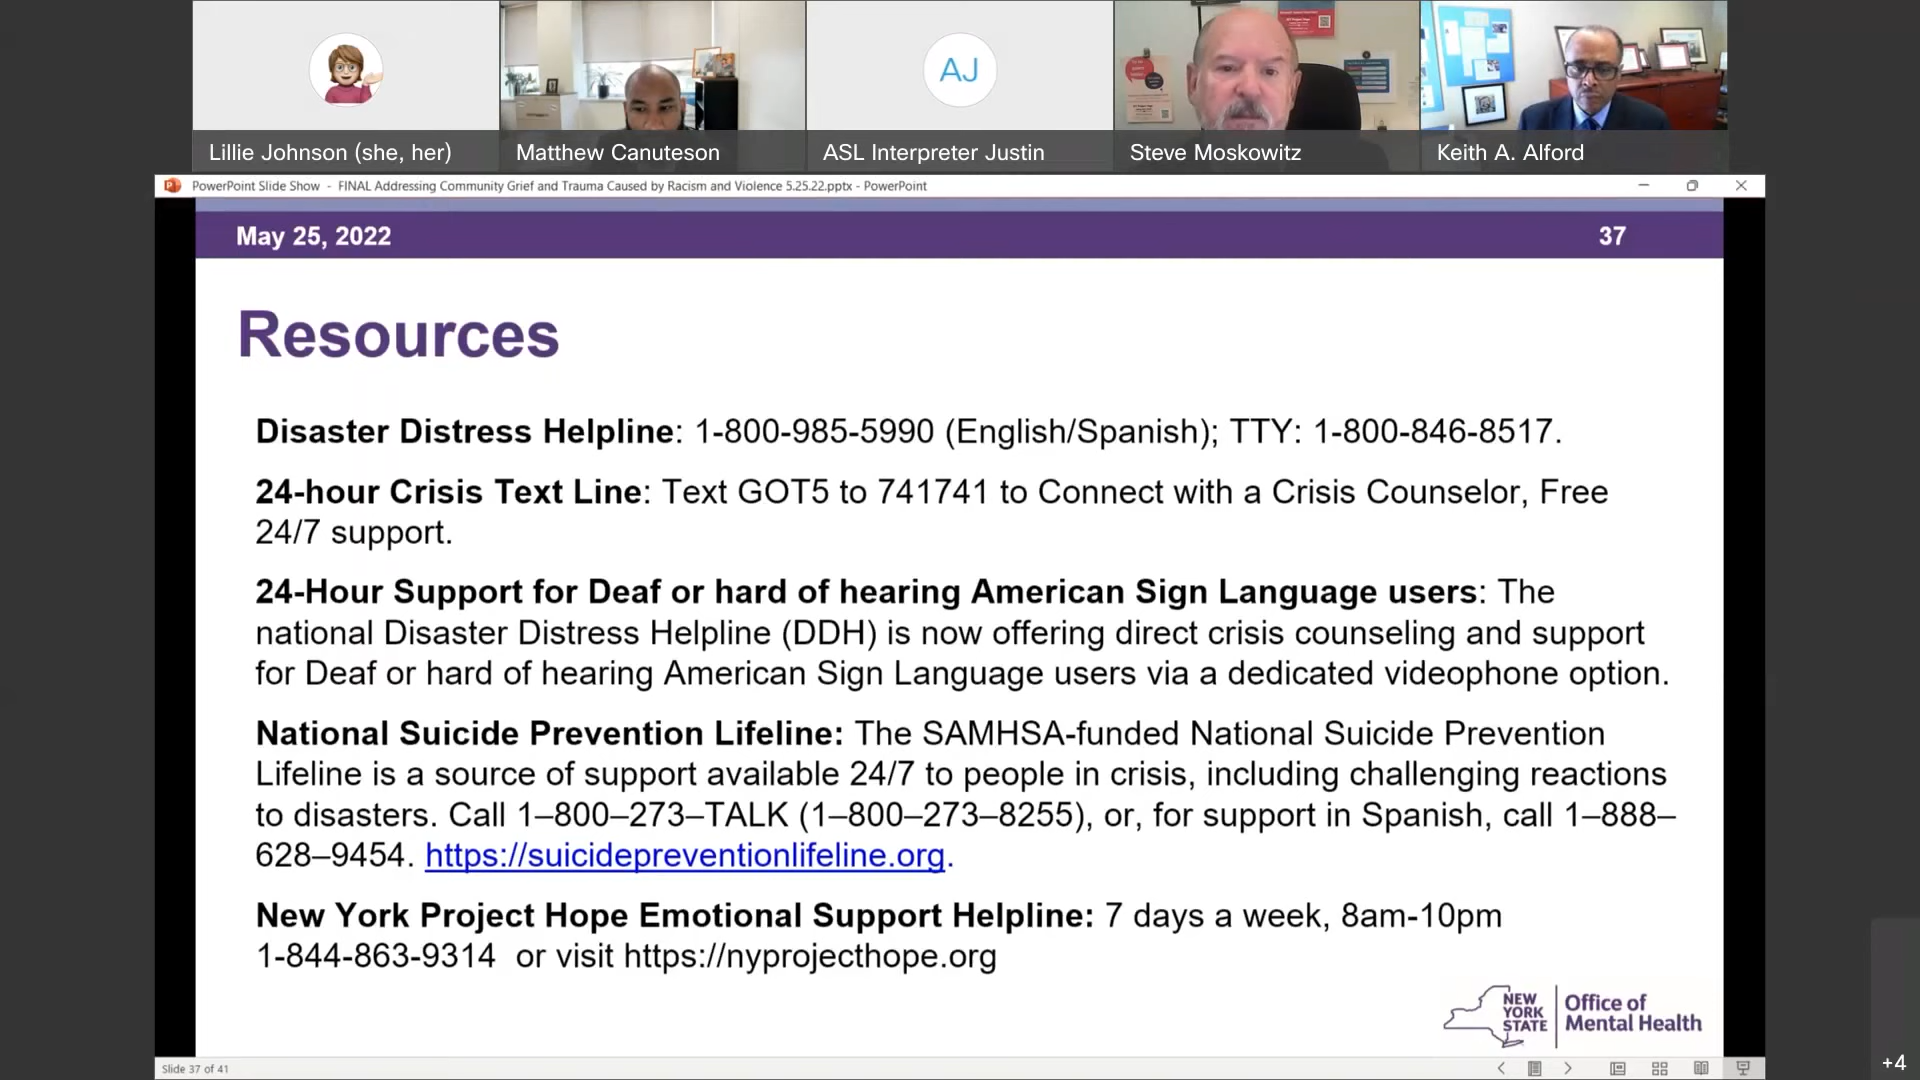 AJ
Lillie Johnson (she, her)
Matthew Canuteson
ASL Interpreter Justin
Steve Moskowitz
Keith A. Alford
PowerPoint Slide Show - FINAL Addressing Community Grief and Trauma Caused by Racism and Violence 5.25.22.pptx - PowerPoint
May 25, 2022
37
Resources
Disaster Distress Helpline: 1-800-985-5990 (English/Spanish); TTY: 1-800-846-8517.
24-hour Crisis Text Line: Text GOT5 to 741741 to Connect with a Crisis Counselor, Free
24/7 support.
24-Hour Support for Deaf or hard of hearing American Sign Language users: The
national Disaster Distress Helpline (DDH) is now offering direct crisis counseling and support
for Deaf or hard of hearing American Sign Language users via a dedicated videophone option.
National Suicide Prevention Lifeline: The SAMHSA-funded National Suicide Prevention
Lifeline is a source of support available 24/7 to people in crisis, including challenging reactions
to disasters. Call 1–800–273–TALK (1–800–273–8255), or, for support in Spanish, call 1–888–
628–9454. https://suicidepreventionlifeline.org.
New York Project Hope Emotional Support Helpline: 7 days a week, 8am-10pm
1-844-863-9314 or visit https://nyprojecthope.org
NEW
YORK
STATE
Office of
Mental Health
Slide 37 of 41
+4